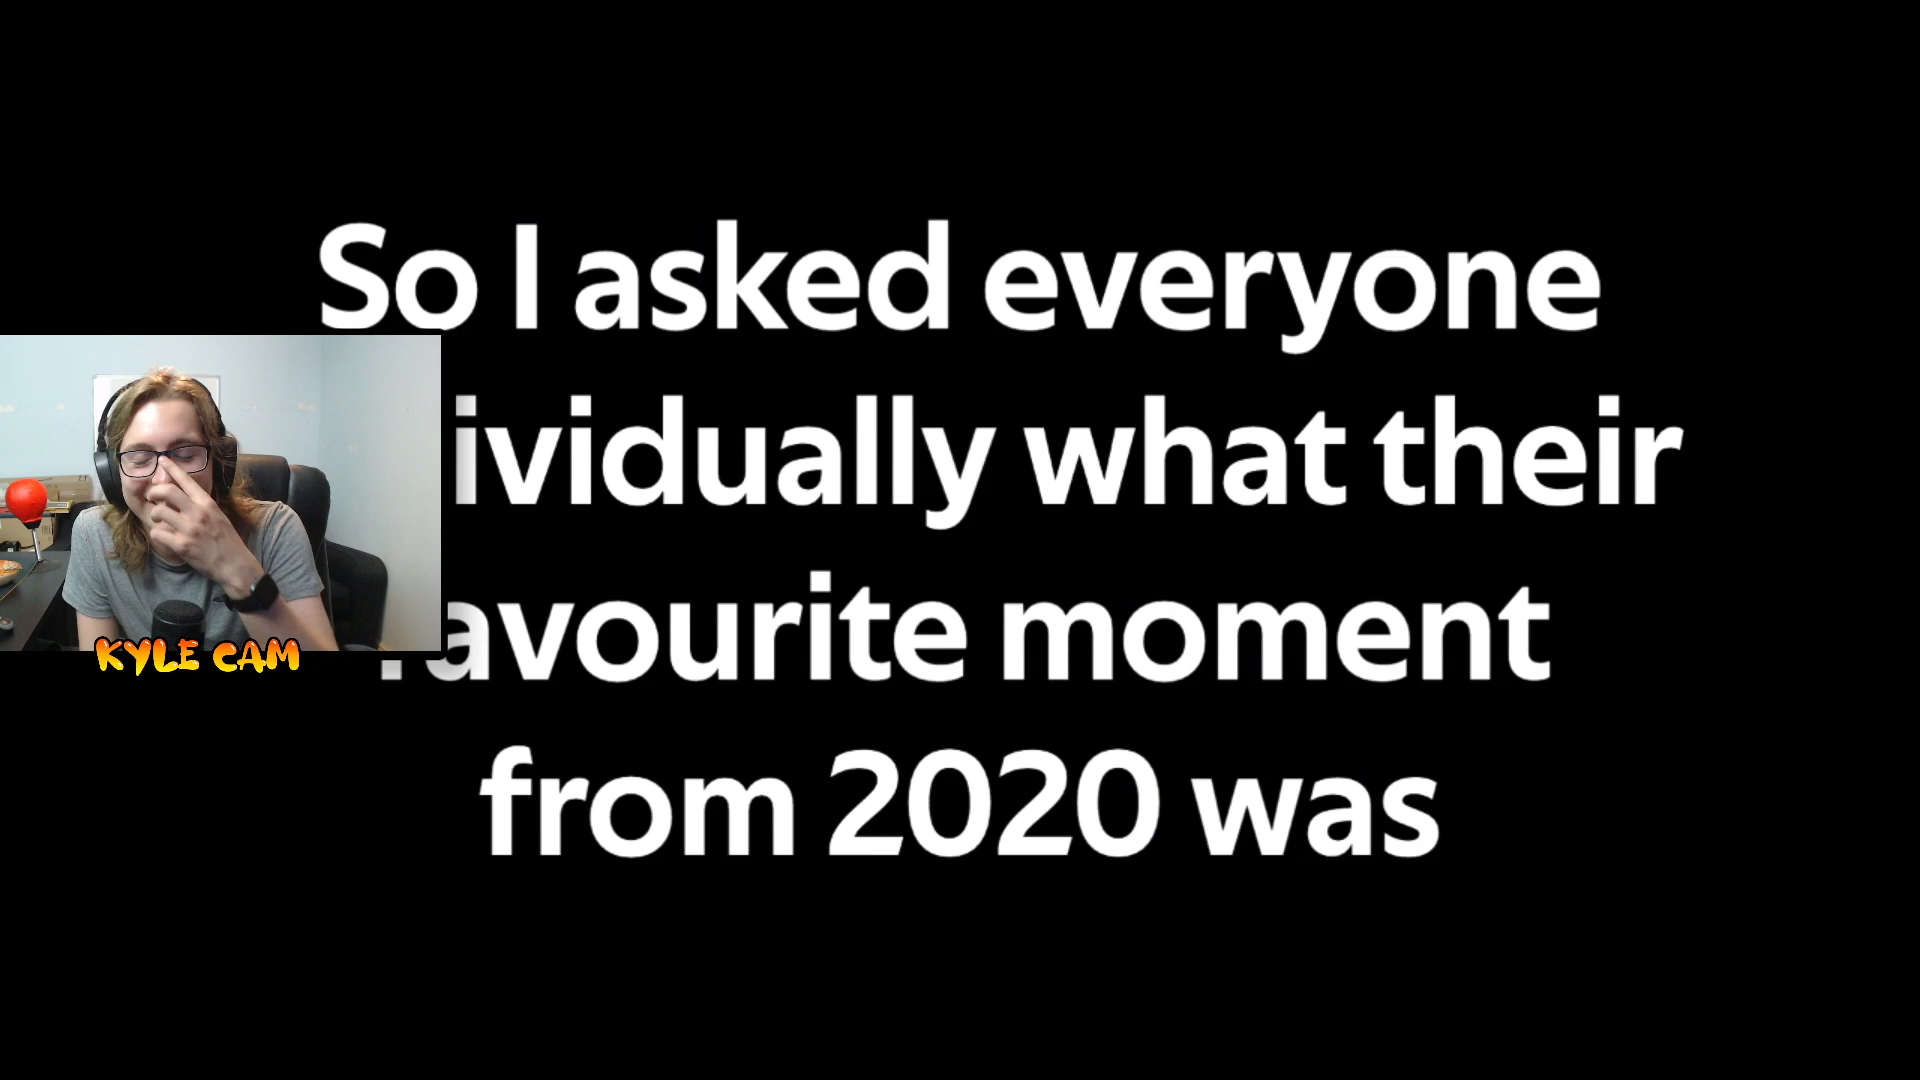 So I asked everyone
ividually what their
avourite moment
from 2020 was
KYLE CAM